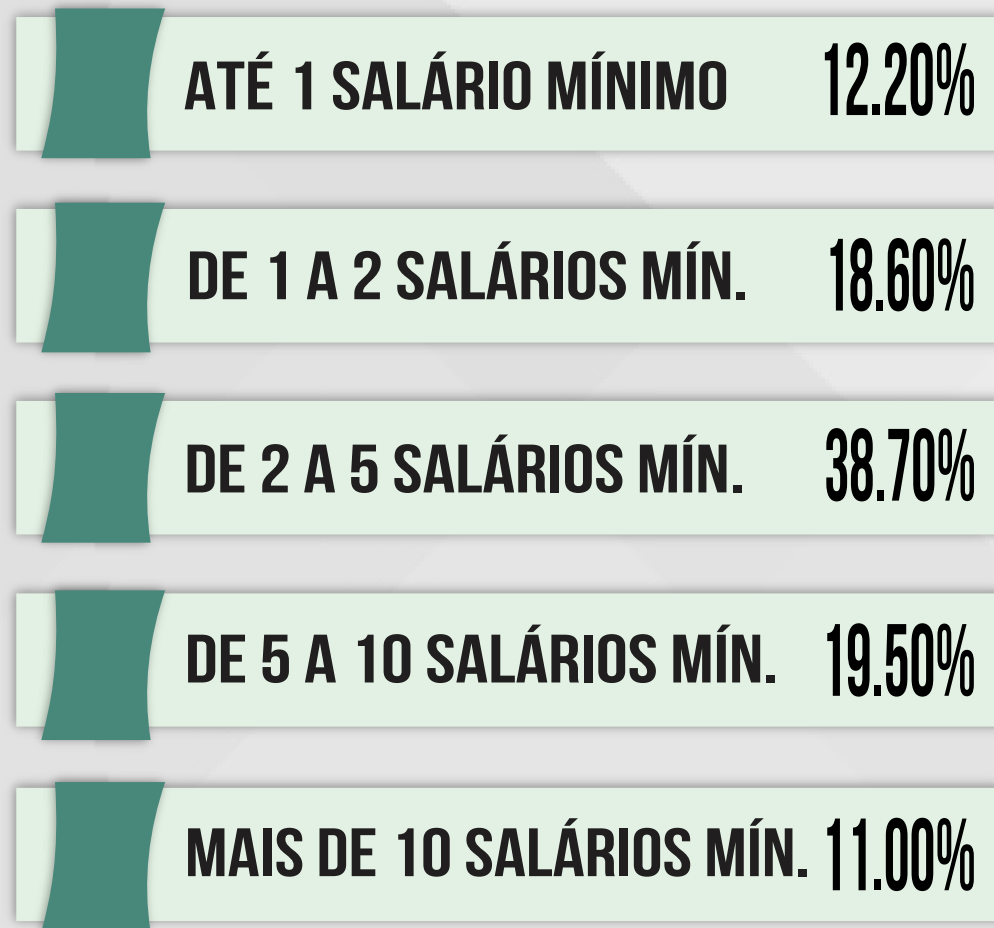 ATÉ 1 SALÁRIO MÍNIMO 12.20%
DE 1 A 2 SALÁRIOS MÍN. 18.60%
DE 2 A 5 SALÁRIOS MÍN. 38.70%
DE 5 A 10 SALÁRIOS MÍN. 19.50%
MAIS DE 10 SALÁRIOS MÍN. 11.00%